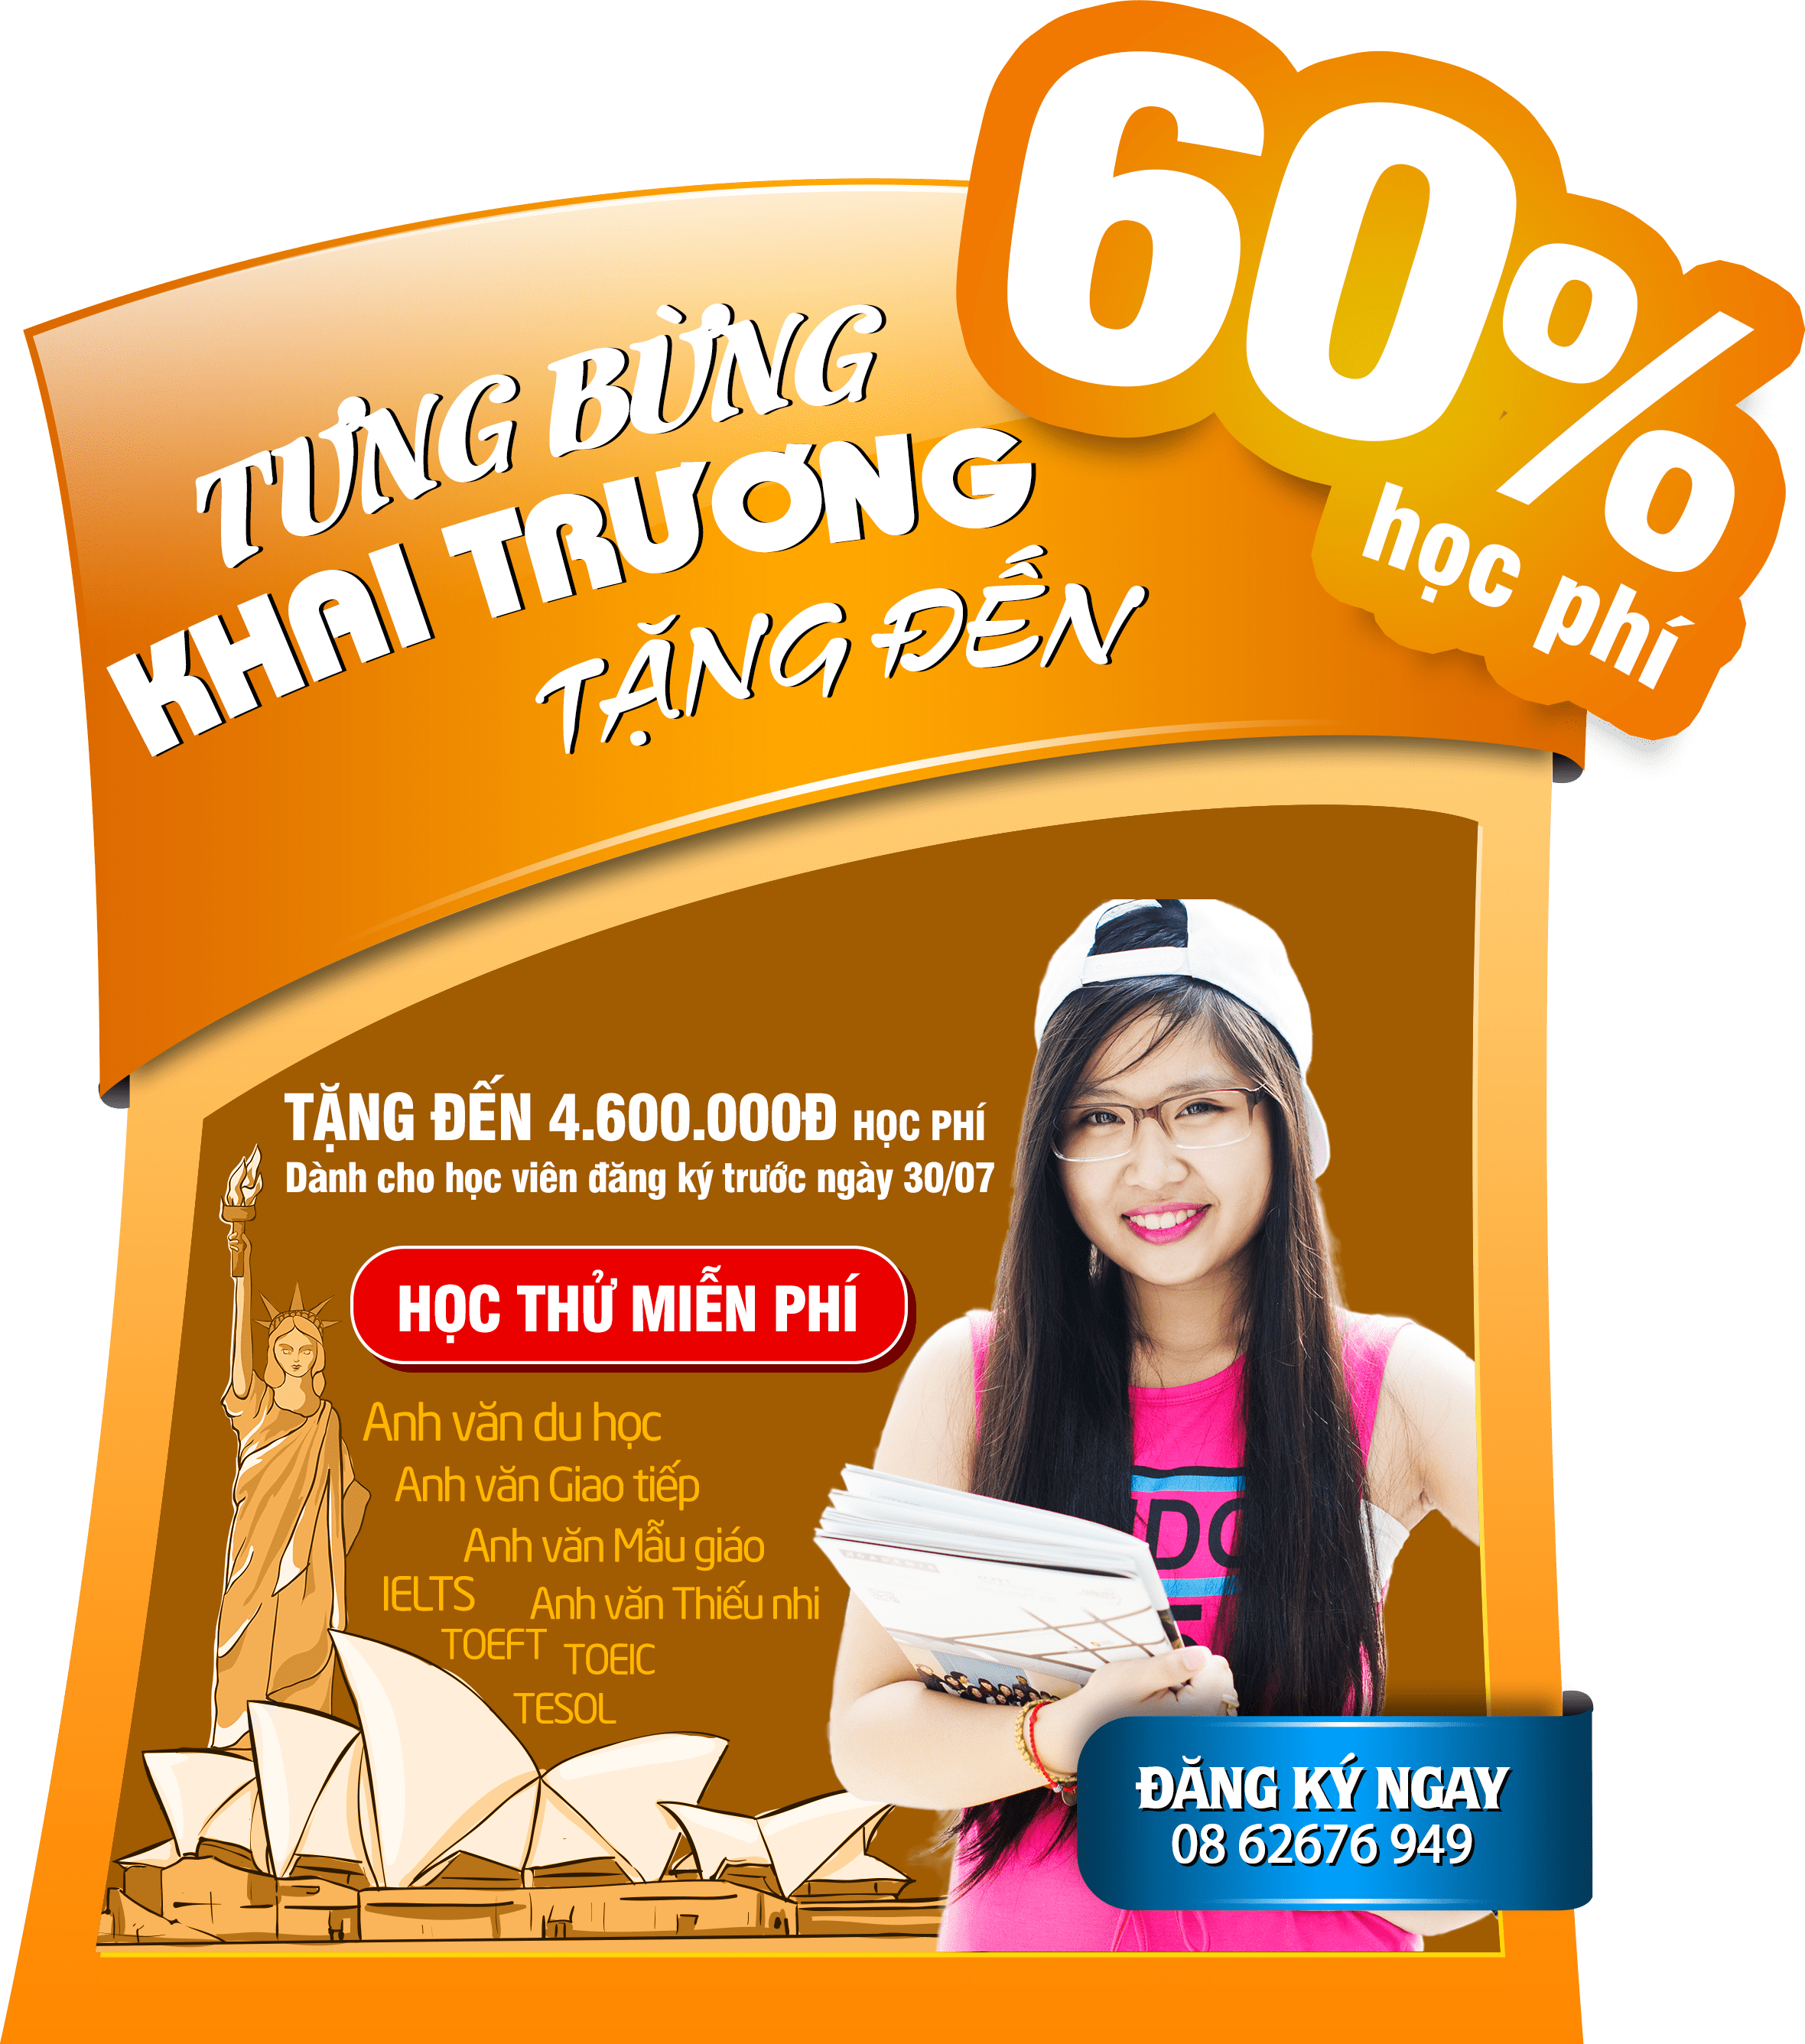 60%
học phí
TƯNG BỪNG
KHAI TRƯƠNG
TẶNG ĐẾN
TẶNG ĐẾN 4.600.000Đ HỌC PHÍ
Dành cho học viên đăng ký trước ngày 30/07
HỌC THỬ MIỄN PHÍ
Anh văn du học
Anh văn Giao tiếp
Anh văn Mẫu giáo
IELTS
Anh văn Thiếu nhi
TOEFT
TOEIC
TESOL
ĐĂNG KÝ NGAY
08 62676 949